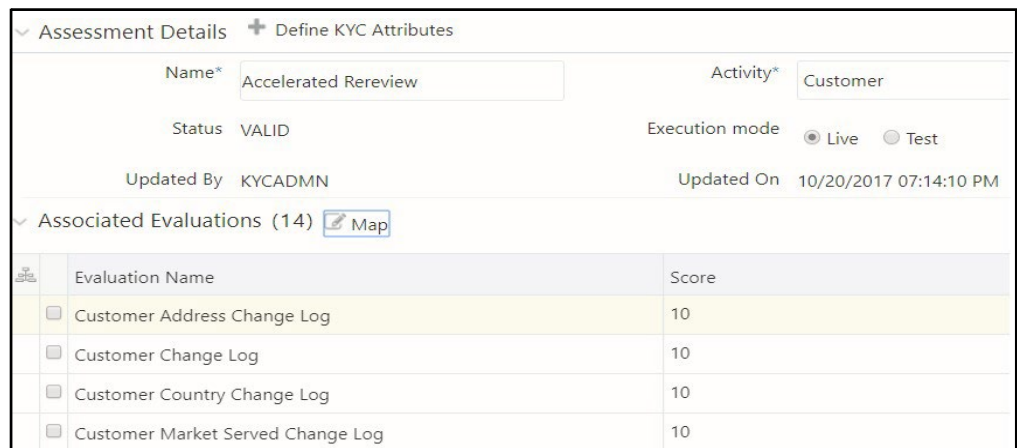 Assessment Details Define KYC Attributes
Name* Accelerated Rereview Activity* Customer
Status VALID Execution mode Live Test
Updated By KYCADMN Updated On 10/20/2017 07:14:10 PM
Associated Evaluations (14) Map
Evaluation Name Score
Customer Address Change Log 10
Customer Change Log 10
Customer Country Change Log 10
Customer Market Served Change Log 10